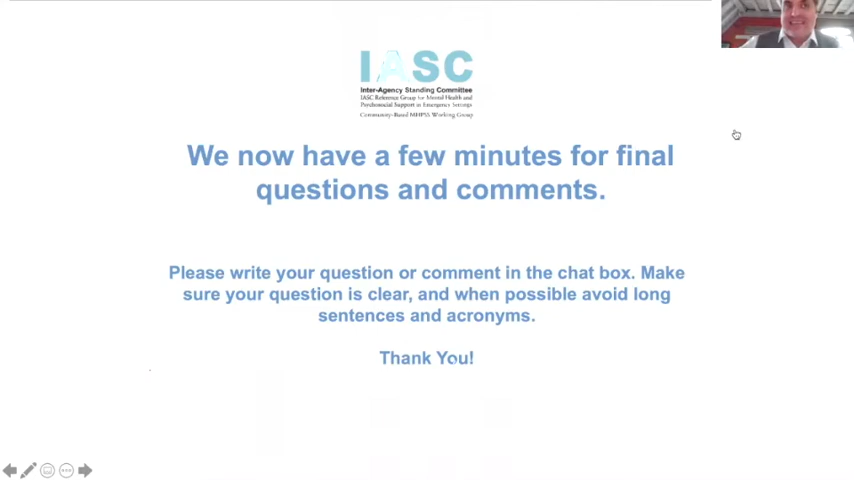 IASC
Inter-Agency Standing Committee
IASC Reference Group for Mental Health and
Psychosocial Support in Emergency Settings
Community-Based MHPSS Working Group
We now have a few minutes for final
questions and comments.
Please write your question or comment in the chat box. Make
sure your question is clear, and when possible avoid long
sentences and acronyms.
Thank You!